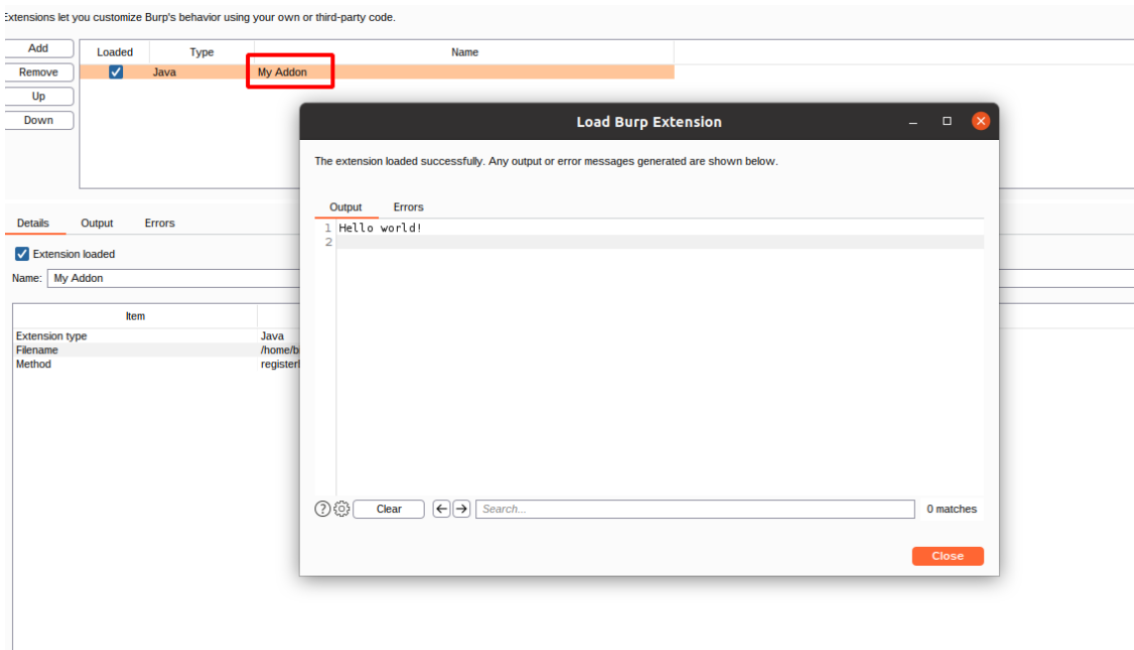 Extensions let you customize Burp's behavior using your own or third-party code.
Add
Remove
Up
Down
Loaded Type Name
Java My Addon
Load Burp Extension
The extension loaded successfully. Any output or error messages generated are shown below.
Output Errors
1 Hello world!
2
Clear
Search...
0 matches
Close
Details Output Errors
Extension loaded
Name: My Addon
Item
Extension type Java
Filename /home/b
Method register